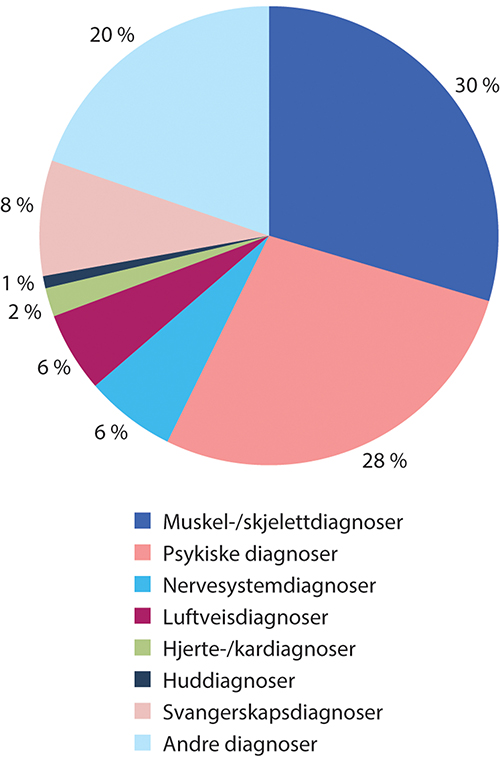 20 %
30 %
8 %
1 %
2 %
6 %
6 %
28 %
Muskel-/skjelettdiagnoser
Psykiske diagnoser
Nervesystemdiagnoser
Luftveisdiagnoser
Hjerte-/kardiagnoser
Huddiagnoser
Svangerskapsdiagnoser
Andre diagnoser